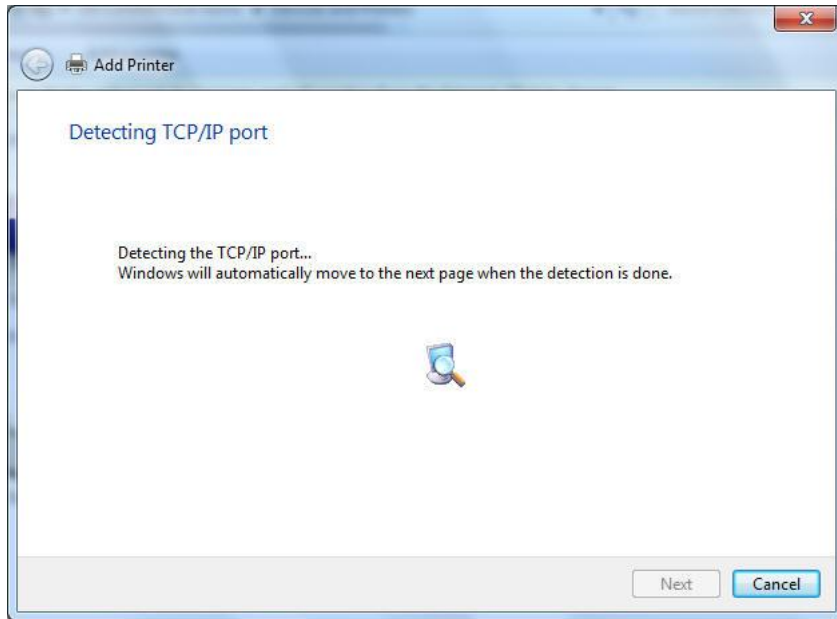 Add Printer
Detecting TCP/IP port
Detecting the TCP/IP port...
Windows will automatically move to the next page when the detection is done.
Next
Cancel